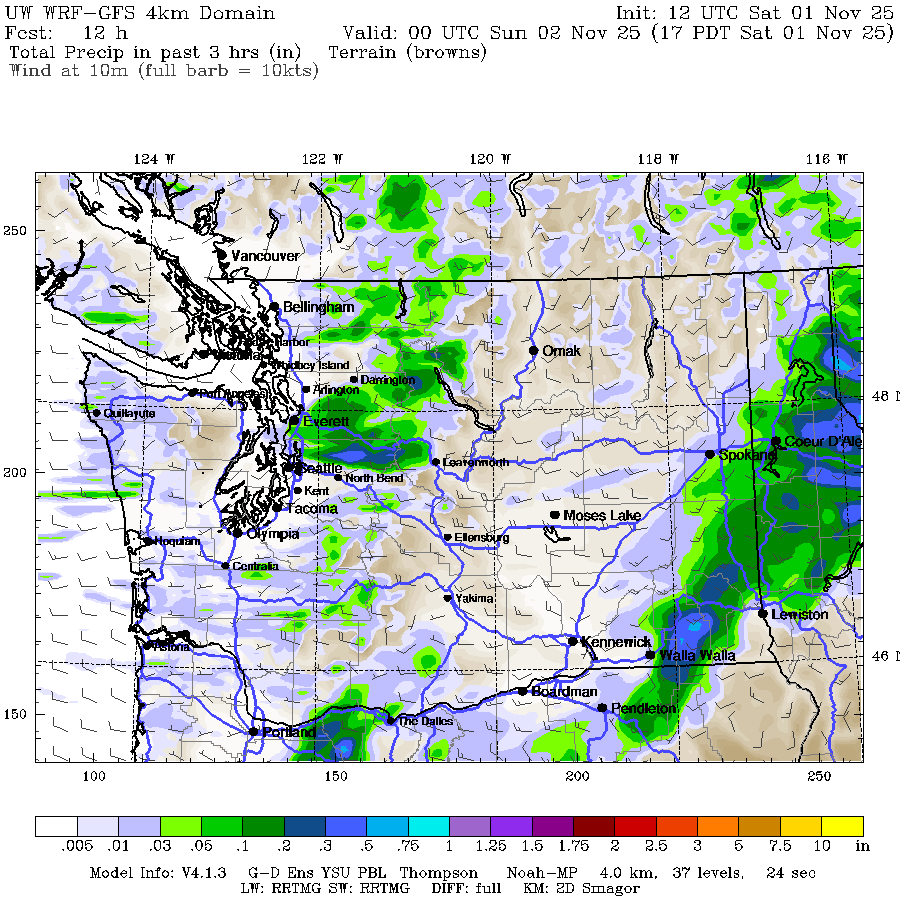 UW WRF-GFS 4km Domain Init: 12 UTC Sat 01 Nov 25
Fcst: 12 h Valid: 00 UTC Sun 02 Nov 25 (17 PDT Sat 01 Nov 25)
Total Precip in past 3 hrs (in) Terrain (browns)
Wind at 10m (full barb = 10kts)
124 W 122 W 120 W 118 W 116 W
250
Vancouver
Bellingham
Harbor
Omak
Victoria
Whidbey Island
Darrington
Port Angeles
Arlington
48 N
Quillayute
Everett
Coeur D'Ale
Spokane
200
Seattle
Leavenworth
North Bend
Kent
Tacoma
Moses Lake
Olympia
Ellensburg
Hoquiam
Centralia
Yakima
Lewiston
Kennewick
Astoria
Walla Walla
46 N
Boardman
Pendleton
150
The Dalles
Portland
100 150 200 250
.005 .01 .03 .05 .1 .2 .3 .5 .75 1 1.25 1.5 1.75 2 2.5 3 5 7.5 10 in
Model Info: V4.1.3 G-D Ens YSU PBL Thompson Noah-MP 4.0 km, 37 levels, 24 sec
LW: RRTMG SW: RRTMG DIFF: full KM: 2D Smagor